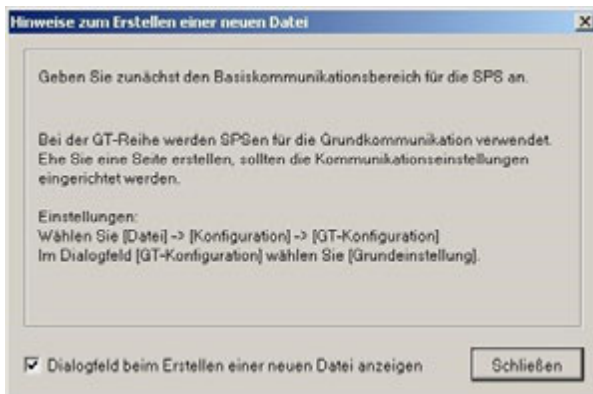 Hinweise zum Erstellen einer neuen Datei
Geben Sie zunächst den Basiskommunikationsbereich für die SPS an.
Bei der GT-Reihe werden SPSen für die Grundkommunikation verwendet.
Ehe Sie eine Seite erstellen, sollten die Kommunikationseinstellungen
eingerichtet werden.
Einstellungen:
Wählen Sie [Datei] -> [Konfiguration] -> [GT-Konfiguration]
Im Dialogfeld [GT-Konfiguration] wählen Sie [Grundeinstellung].
Dialogfeld beim Erstellen einer neuen Datei anzeigen
Schließen